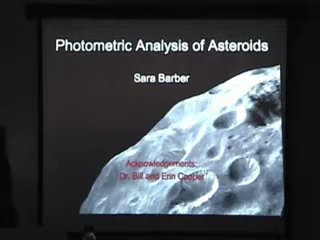 Photometric Analysis of Asteroids
Sara Barber
Acknowledgements:
Dr. Bill and Erin Cooper